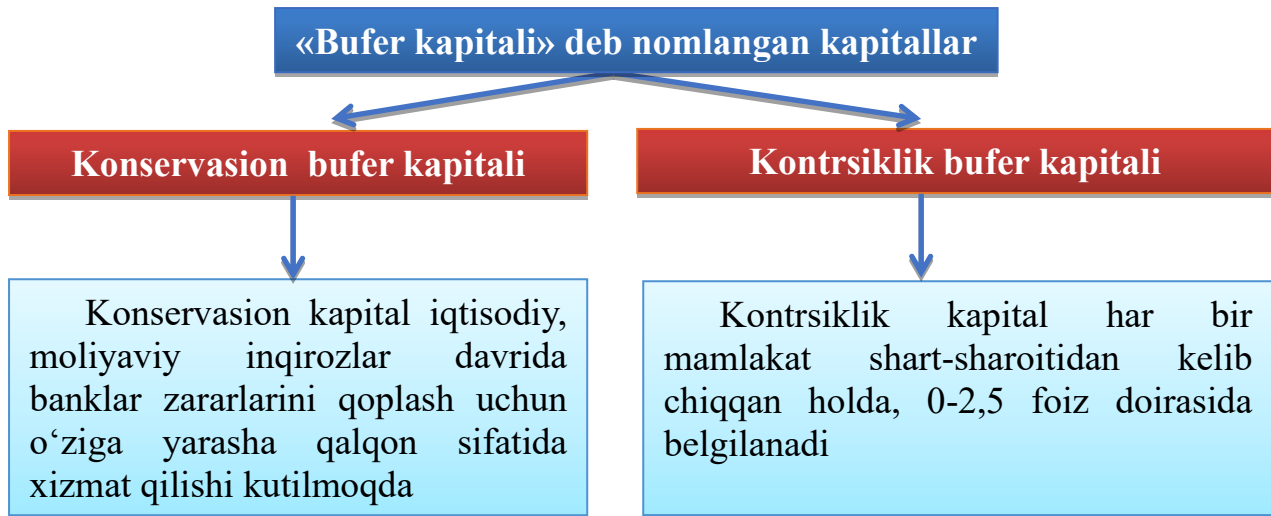 «Bufer kapitali» deb nomlangan kapitallar
Konservasion bufer kapitali
Kontrsiklik bufer kapitali
Konservasion kapital iqtisodiy,
moliyaviy inqirozlar davrida
banklar zararlarini qoplash uchun
o‘ziga yarasha qalqon sifatida
xizmat qilishi kutilmoqda
Kontrsiklik kapital har bir
mamlakat shart-sharoitidan kelib
chiqqan holda, 0-2,5 foiz doirasida
belgilanadi